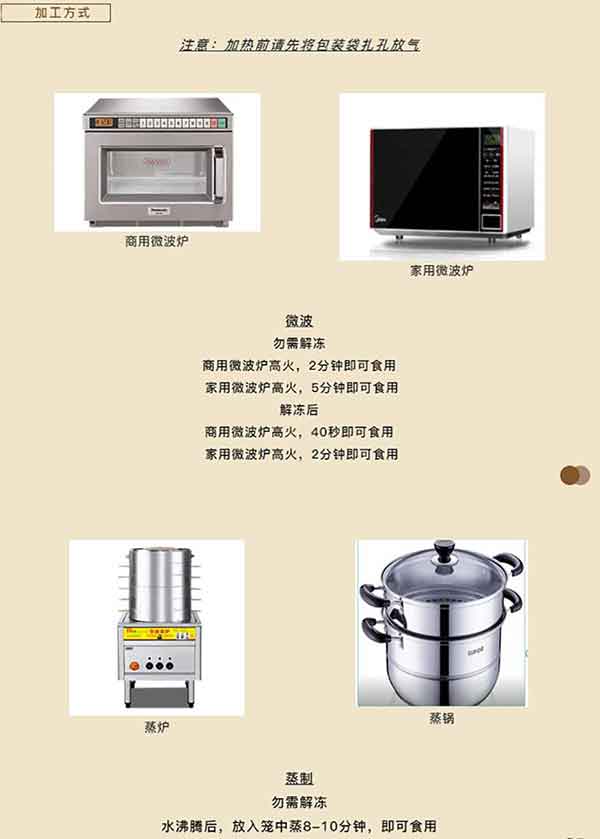 加工方式
注意：加热前请先将包装袋扎孔放气
商用微波炉
家用微波炉
微波
勿需解冻
商用微波炉高火，2分钟即可食用
家用微波炉高火，5分钟即可食用
解冻后
商用微波炉高火，40秒即可食用
家用微波炉高火，2分钟即可食用
蒸炉
蒸锅
蒸制
勿需解冻
水沸腾后，放入笼中蒸8-10分钟，即可食用